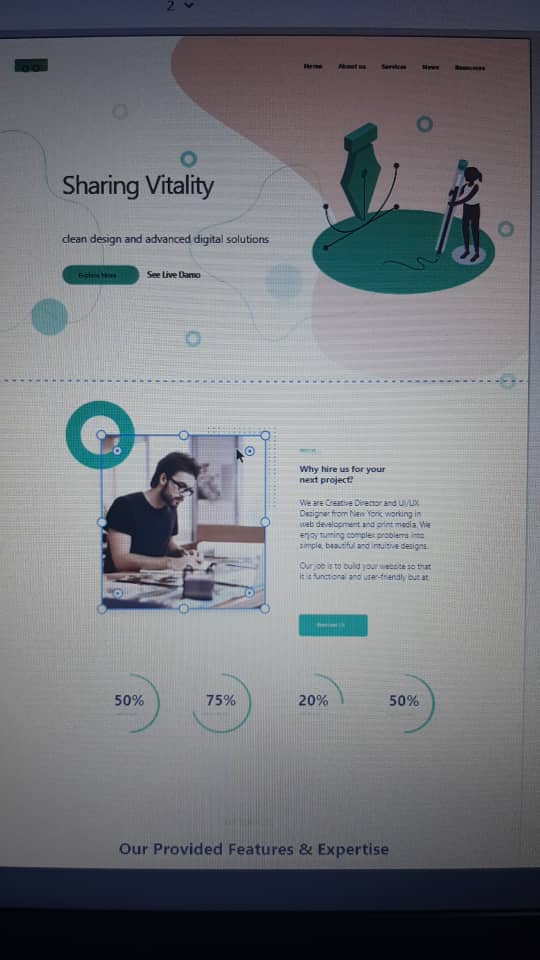 2
Home About us Services News Resources
Sharing Vitality
clean design and advanced digital solutions
Explore More See Live Damo
Why hire us for your
next project?
We are Creative Director and UI/UX
Designer from New York, working in
web development and print media. We
enjoy turning complex problems into
simple, beautiful and intuitive designs.
Our job is to build your website so that
it is functional and user-friendly but at
Contact Us
50% 75% 20% 50%
Our Provided Features & Expertise